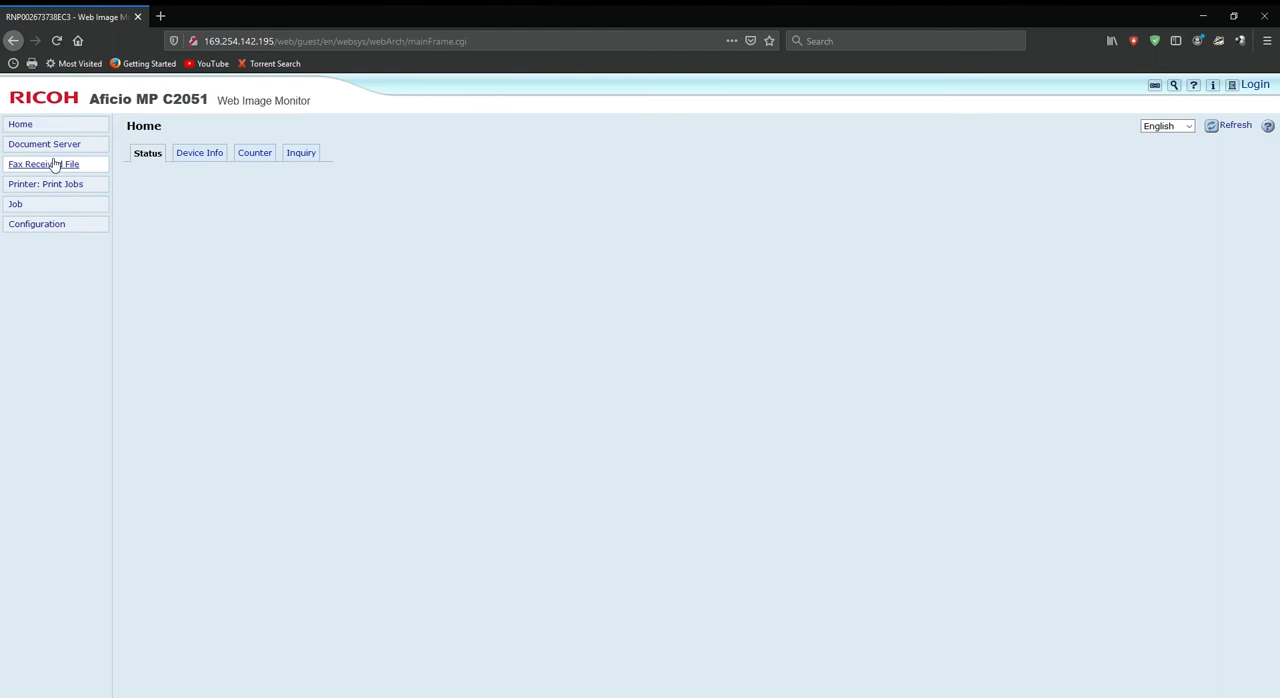 RNP002673738EC3 - Web Image M
169.254.142.195/web/guest/en/websys/webArch/mainFrame.cgi
Search
Most Visited
Getting Started
YouTube
Torrent Search
RICOH Aficio MP C2051 Web Image Monitor
Login
Home
Document Server
Fax Received File
Printer: Print Jobs
Job
Configuration
Home
English
Refresh
Status
Device Info
Counter
Inquiry